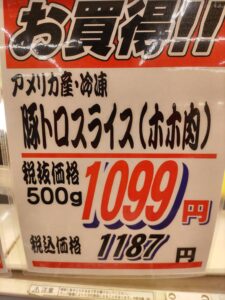 お買得!!
アメリカ産・冷凍
豚トロスライス(ホホ肉)
税抜価格
500g
1099円
税込価格 1187円